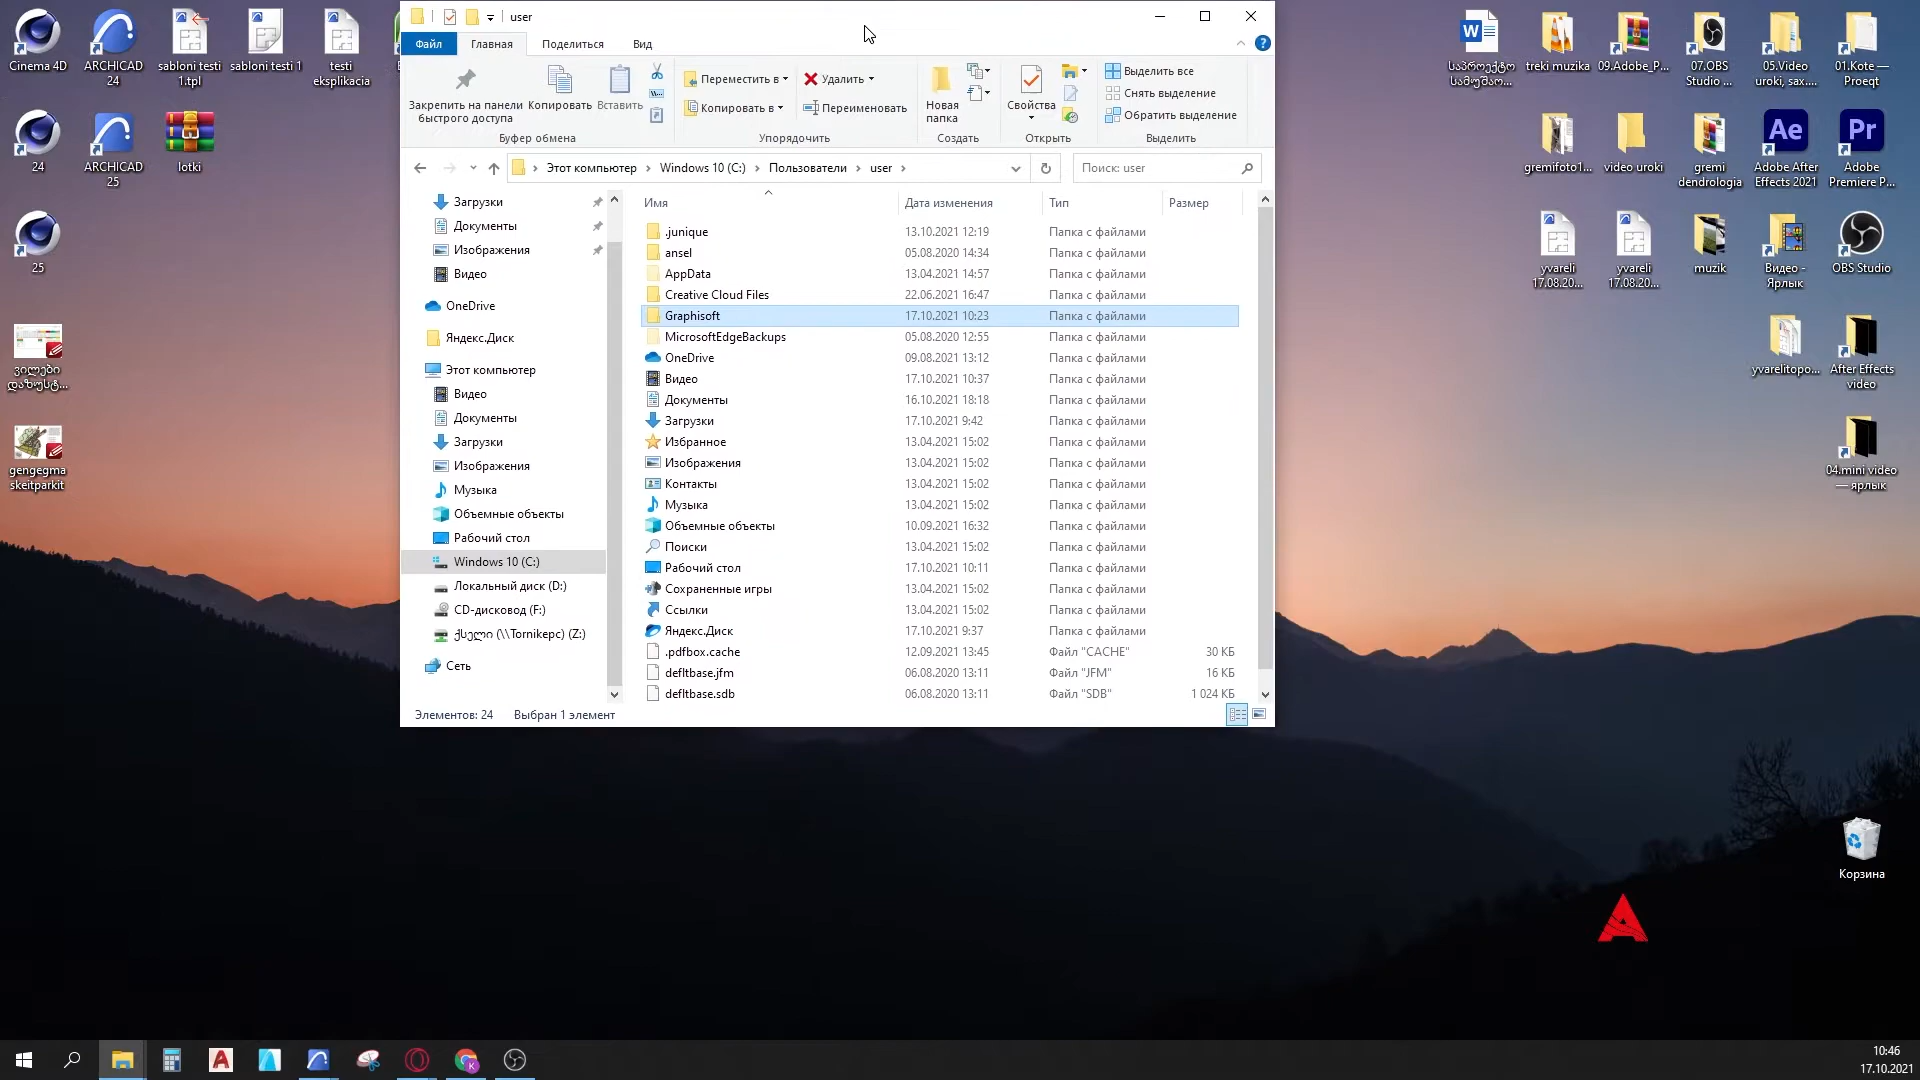 user
Файл
Главная
Поделиться
Вид
Закрепить на панели
быстрого доступа
Копировать
Вставить
Буфер обмена
Переместить в
Копировать в
Удалить
Переименовать
Упорядочить
Новая
папка
Создать
Свойства
Открыть
Выделить все
Снять выделение
Обратить выделение
Выделить
Этот компьютер
Windows 10 (C:)
Пользователи
user
Поиск: user
Загрузки
Документы
Изображения
Видео
OneDrive
Яндекс.Диск
Этот компьютер
Видео
Документы
Загрузки
Изображения
Музыка
Объемные объекты
Рабочий стол
Windows 10 (C:)
Локальный диск (D:)
CD-дисковод (F:)
ქსელი (\\Tornikepc) (Z:)
Сеть
Имя Дата изменения Тип Размер
.junique 13.10.2021 12:19 Папка с файлами
ansel 05.08.2020 14:34 Папка с файлами
AppData 13.04.2021 14:57 Папка с файлами
Creative Cloud Files 22.06.2021 16:47 Папка с файлами
Graphisoft 17.10.2021 10:23 Папка с файлами
MicrosoftEdgeBackups 05.08.2020 12:55 Папка с файлами
OneDrive 09.08.2021 13:12 Папка с файлами
Видео 17.10.2021 10:37 Папка с файлами
Документы 16.10.2021 18:18 Папка с файлами
Загрузки 17.10.2021 9:42 Папка с файлами
Избранное 13.04.2021 15:02 Папка с файлами
Изображения 13.04.2021 15:02 Папка с файлами
Контакты 13.04.2021 15:02 Папка с файлами
Музыка 13.04.2021 15:02 Папка с файлами
Объемные объекты 10.09.2021 16:32 Папка с файлами
Поиски 13.04.2021 15:02 Папка с файлами
Рабочий стол 17.10.2021 10:11 Папка с файлами
Сохраненные игры 13.04.2021 15:02 Папка с файлами
Ссылки 13.04.2021 15:02 Папка с файлами
Яндекс.Диск 17.10.2021 9:37 Папка с файлами
.pdfbox.cache 12.09.2021 13:45 Файл "CACHE" 30 КБ
defltbase.jfm 06.08.2020 13:11 Файл "JFM" 16 КБ
defltbase.sdb 06.08.2020 13:11 Файл "SDB" 1 024 КБ
Элементов: 24 Выбран 1 элемент
Cinema 4D
ARCHICAD
24
sabloni testi
1.tpl
sabloni testi 1
testi
eksplikacia
24
ARCHICAD
25
lotki
25
ვილები
დაზუსტ...
gengegma
skeitparkit
საპროექტო
სამუშაო...
treki muzika
09.Adobe_P...
07.OBS
Studio ...
05.Video
uroki, sax....
01.Kote —
Proeqt
gremifoto1...
video uroki
gremi
dendrologia
Ae
Adobe After
Effects 2021
Pr
Adobe
Premiere P...
yvareli
17.08.20...
yvareli
17.08.20...
muzik
Видео -
Ярлык
OBS Studio
yvarelitopo...
After Effects
video
04.mini video
— ярлык
Корзина
10:46
17.10.2021